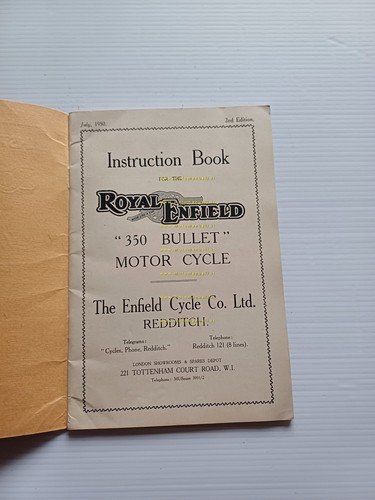 July, 1950. 2nd Edition.
Instruction Book
FOR THE
ROYAL ENFIELD
"350 BULLET"
MOTOR CYCLE
The Enfield Cycle Co. Ltd.
REDDITCH.
Telegrams: Telephone:
"Cycles, Phone, Redditch." Redditch 121 (8 lines).
LONDON SHOWROOMS & SPARES DEPOT
221 TOTTENHAM COURT ROAD, W.1.
Telephone: MUSeum